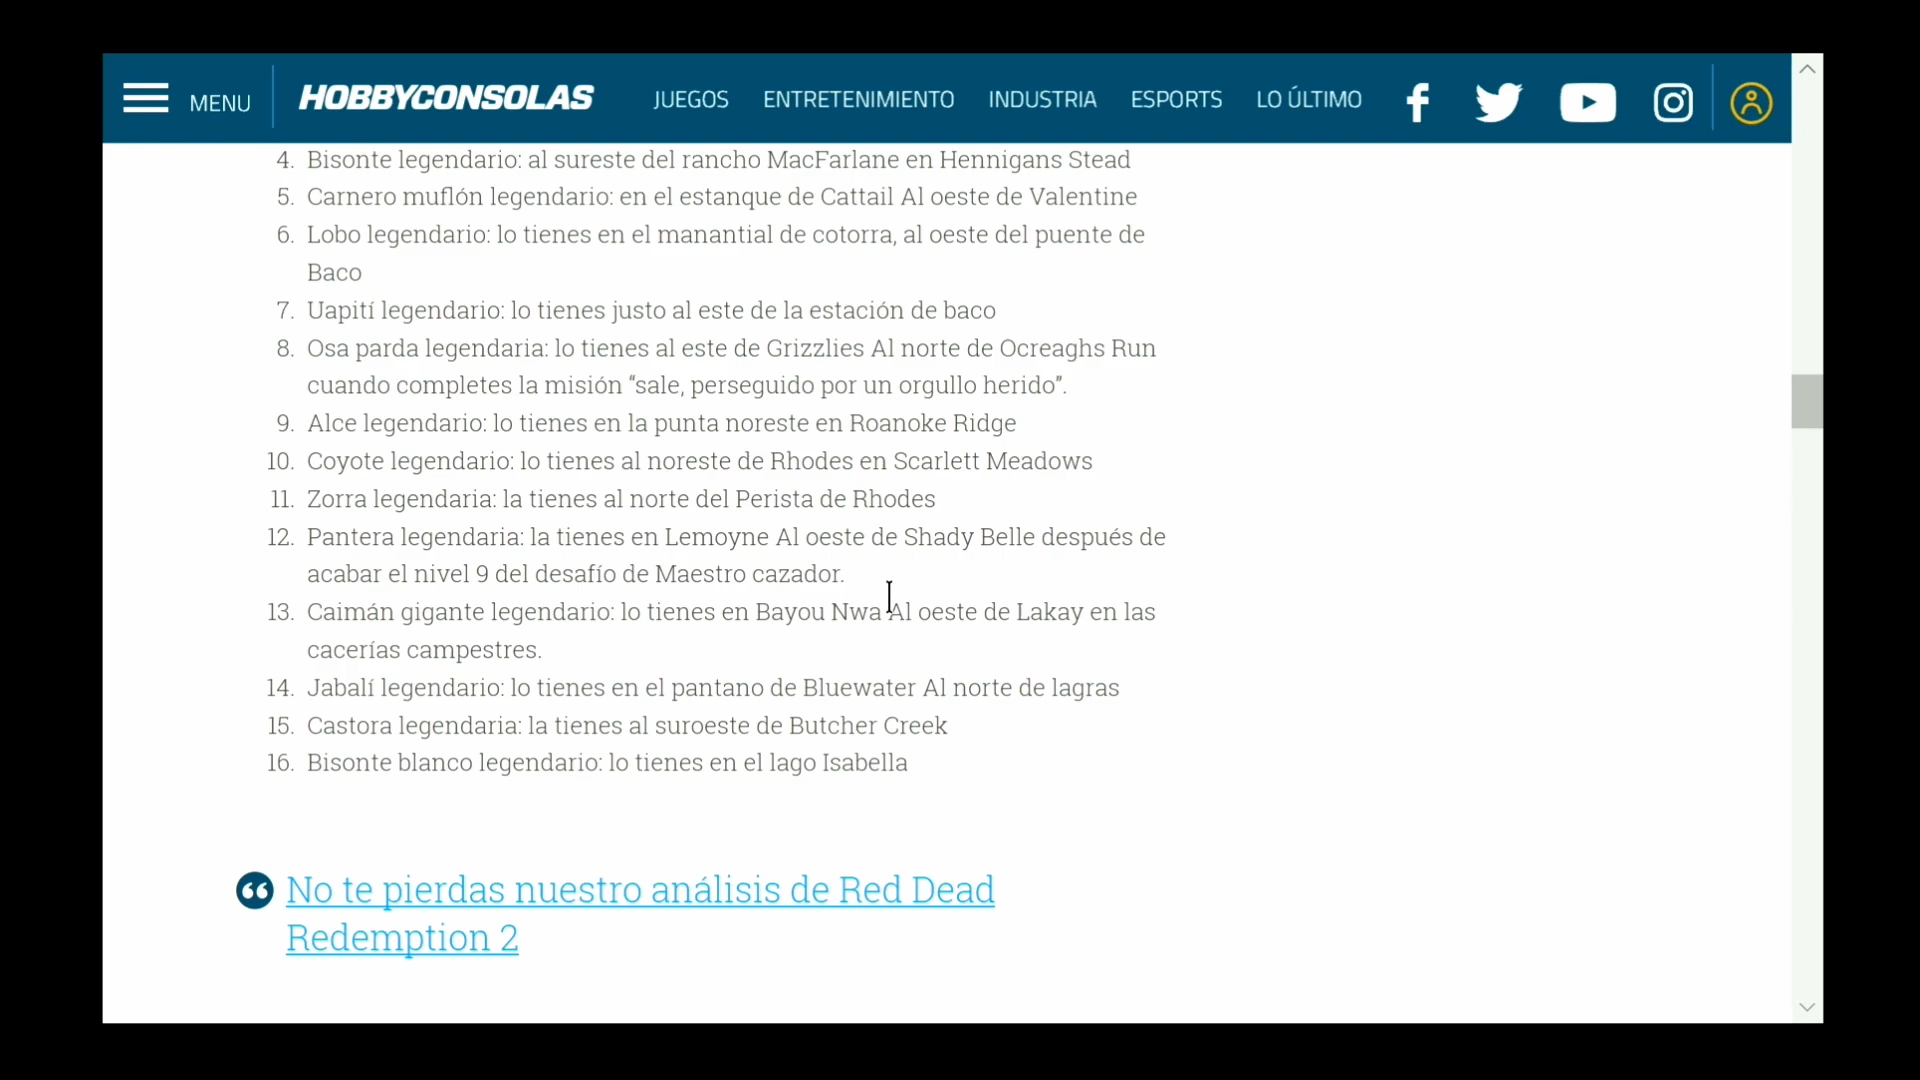 MENU
HOBBYCONSOLAS
JUEGOS
ENTRETENIMIENTO
INDUSTRIA
ESPORTS
LO ÚLTIMO
4. Bisonte legendario: al sureste del rancho MacFarlane en Hennigans Stead
5. Carnero muflón legendario: en el estanque de Cattail Al oeste de Valentine
6. Lobo legendario: lo tienes en el manantial de cotorra, al oeste del puente de
Baco
7. Uapití legendario: lo tienes justo al este de la estación de baco
8. Osa parda legendaria: lo tienes al este de Grizzlies Al norte de Ocreaghs Run
cuando completes la misión “sale, perseguido por un orgullo herido”.
9. Alce legendario: lo tienes en la punta noreste en Roanoke Ridge
10. Coyote legendario: lo tienes al noreste de Rhodes en Scarlett Meadows
11. Zorra legendaria: la tienes al norte del Perista de Rhodes
12. Pantera legendaria: la tienes en Lemoyne Al oeste de Shady Belle después de
acabar el nivel 9 del desafío de Maestro cazador.
13. Caimán gigante legendario: lo tienes en Bayou Nwa Al oeste de Lakay en las
cacerías campestres.
14. Jabalí legendario: lo tienes en el pantano de Bluewater Al norte de lagras
15. Castora legendaria: la tienes al suroeste de Butcher Creek
16. Bisonte blanco legendario: lo tienes en el lago Isabella
No te pierdas nuestro análisis de Red Dead
Redemption 2